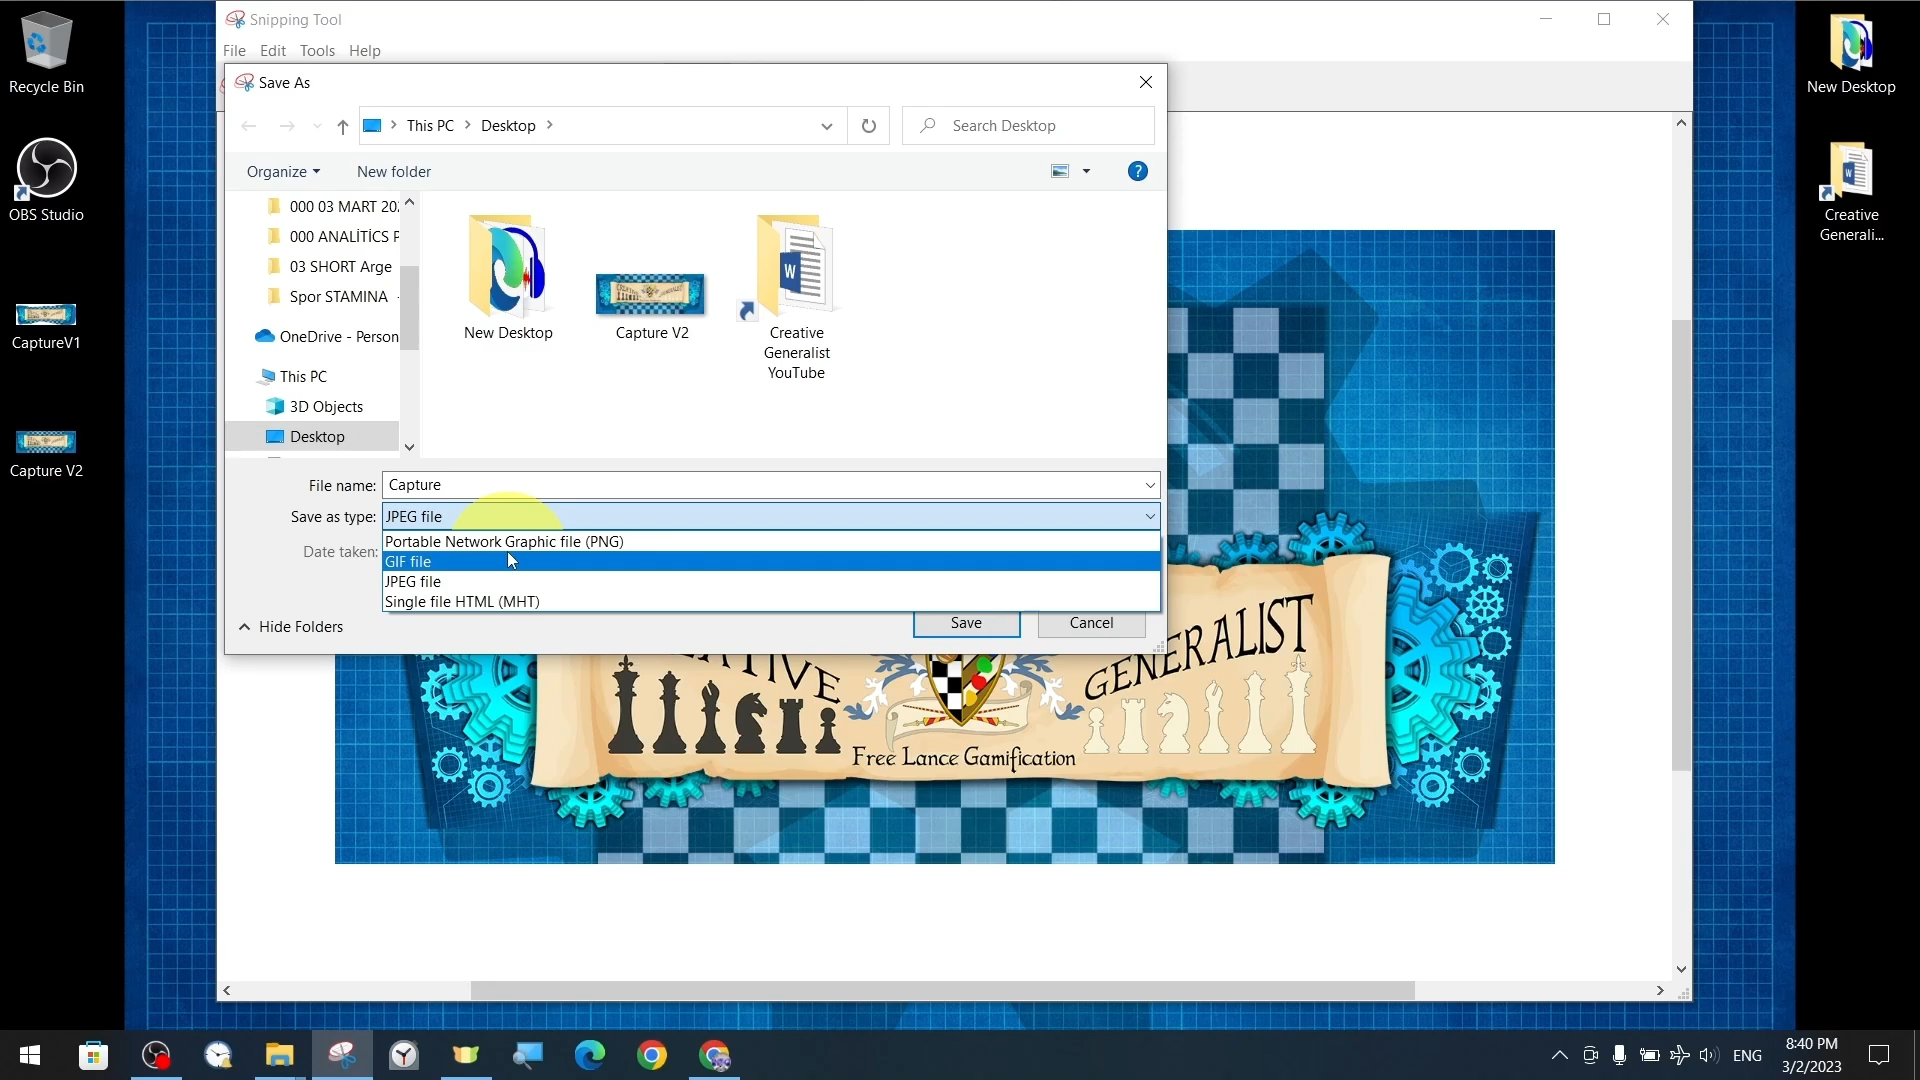 Snipping Tool
File Edit Tools Help
Save As
This PC > Desktop >
Search Desktop
Organize
New folder
000 03 MART 202
000 ANALİTİCS P
03 SHORT Arge
Spor STAMINA
OneDrive - Person
This PC
3D Objects
Desktop
New Desktop
Capture V2
W
Creative
Generalist
YouTube
File name: Capture
Save as type: JPEG file
Date taken:
Portable Network Graphic file (PNG)
GIF file
JPEG file
Single file HTML (MHT)
Hide Folders
Save
Cancel
GENERALIST
Free Lance Gamification
Recycle Bin
OBS Studio
CaptureV1
Capture V2
New Desktop
Creative
Generali...
ENG
8:40 PM
3/2/2023